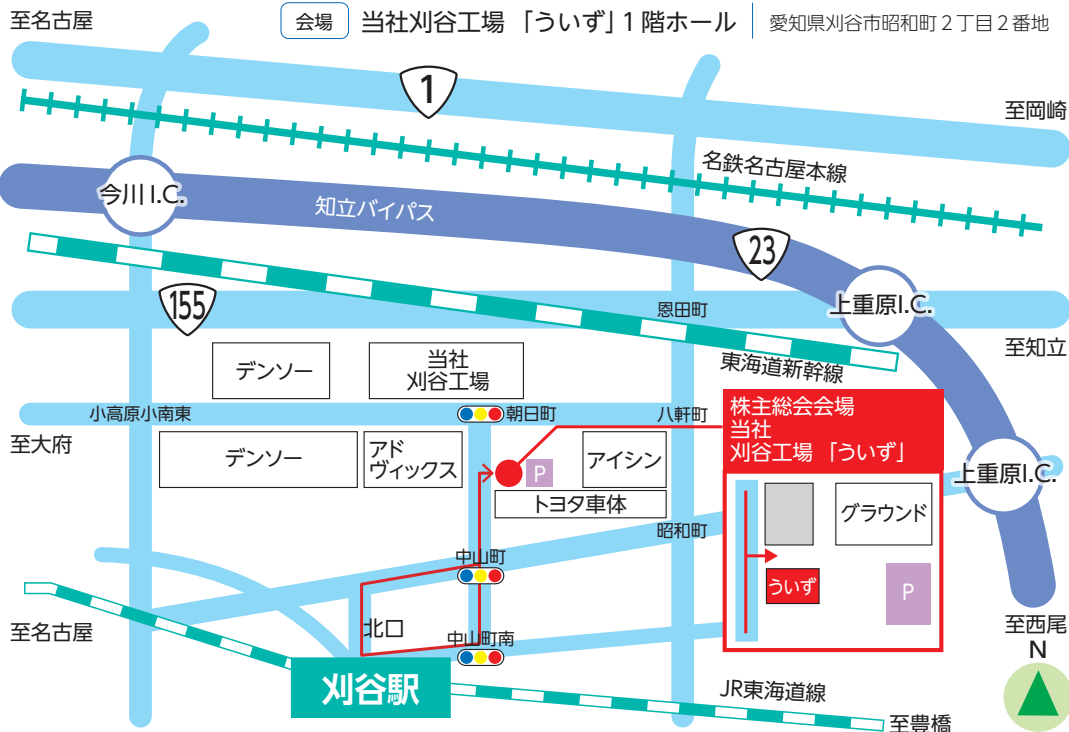 至名古屋
会場 当社刈谷工場 「うぃず」 1階ホール 愛知県刈谷市昭和町2丁目2番地
1
至岡崎
名鉄名古屋本線
今川 I.C.
知立バイパス
23
155
恩田町
上重原I.C.
至知立
デンソー
当社
刈谷工場
東海道新幹線
小高原小南東
朝日町
八軒町
株主総会会場
当社
刈谷工場 「うぃず」
至大府
デンソー
アド
ヴィックス
P
アイシン
トヨタ車体
上重原I.C.
グラウンド
昭和町
中山町
うぃず
P
至名古屋
北口
中山町南
至西尾
N
刈谷駅
JR東海道線
至豊橋